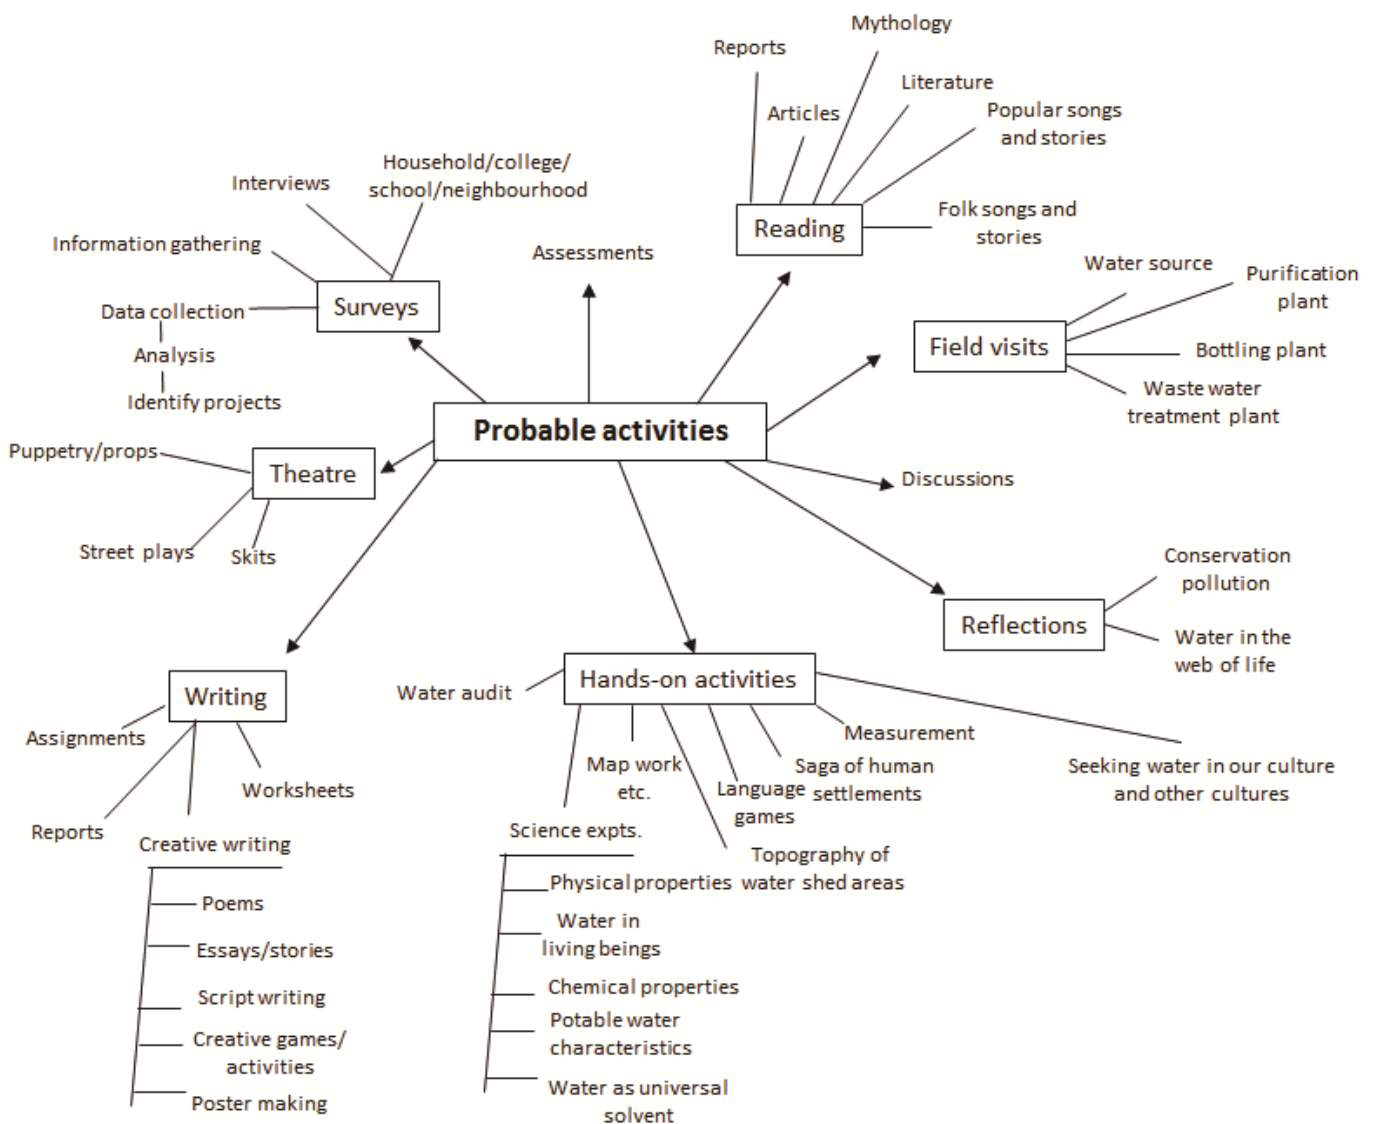 Mythology
Reports
Literature
Articles
Popular songs
and stories
Household/college/
school/neighbourhood
Interviews
Folk songs and
stories
Reading
Information gathering
Assessments
Water source
Purification
plant
Data collection
Surveys
Field visits
Bottling plant
Analysis
Identify projects
Waste water
treatment plant
Probable activities
Puppetry/props
Theatre
Discussions
Street plays
Skits
Conservation
pollution
Reflections
Water in the
web of life
Writing
Water audit
Hands-on activities
Assignments
Measurement
Worksheets
Map work
etc.
Language
games
Saga of human
settlements
Seeking water in our culture
and other cultures
Reports
Creative writing
Science expts.
Topography of
water shed areas
Physical properties
Poems
Water in
living beings
Essays/stories
Chemical properties
Script writing
Potable water
characteristics
Creative games/
activities
Water as universal
solvent
Poster making